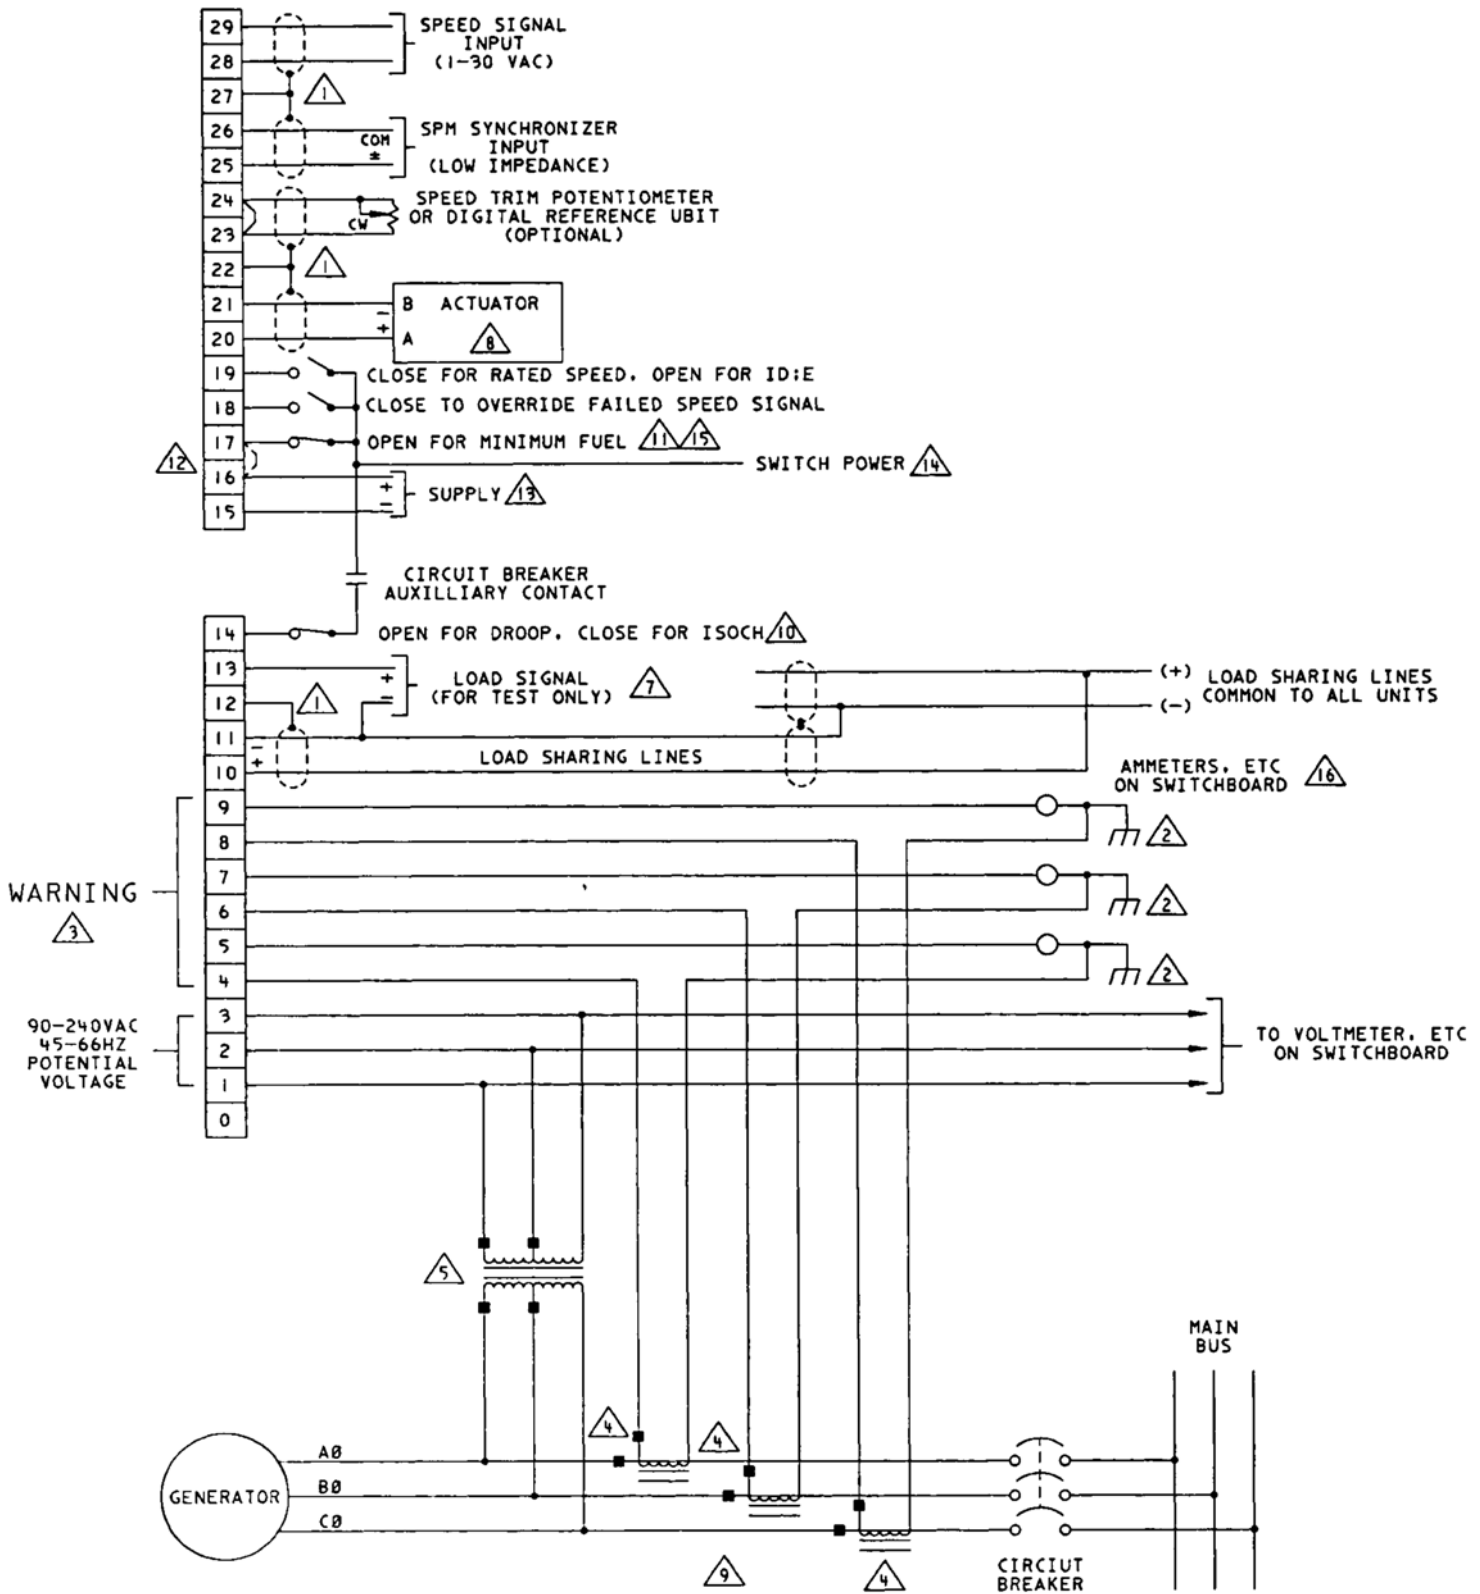 29
28
27
26
25
24
23
22
21
20
19
18
17
16
15
SPEED SIGNAL
INPUT
(1-30 VAC)
1
SPM SYNCHRONIZER
INPUT
(LOW IMPEDANCE)
COM
±
SPEED TRIM POTENTIOMETER
OR DIGITAL REFERENCE UBIT
(OPTIONAL)
CW
1
B ACTUATOR
-
+
A
8
CLOSE FOR RATED SPEED. OPEN FOR ID:E
CLOSE TO OVERRIDE FAILED SPEED SIGNAL
OPEN FOR MINIMUM FUEL 11 15
12
SWITCH POWER 14
+
-
SUPPLY 13
CIRCUIT BREAKER
AUXILLIARY CONTACT
14
13
12
11
10
9
8
7
6
5
4
3
2
1
0
OPEN FOR DROOP. CLOSE FOR ISOCH 10
+
-
LOAD SIGNAL
(FOR TEST ONLY)
7
1
(+)
(-)
LOAD SHARING LINES
COMMON TO ALL UNITS
-
+
LOAD SHARING LINES
AMMETERS. ETC
ON SWITCHBOARD
16
2
2
2
WARNING
3
90-240VAC
45-66HZ
POTENTIAL
VOLTAGE
TO VOLTMETER. ETC
ON SWITCHBOARD
5
MAIN
BUS
4
4
GENERATOR
AØ
BØ
CØ
9
4
CIRCIUT
BREAKER